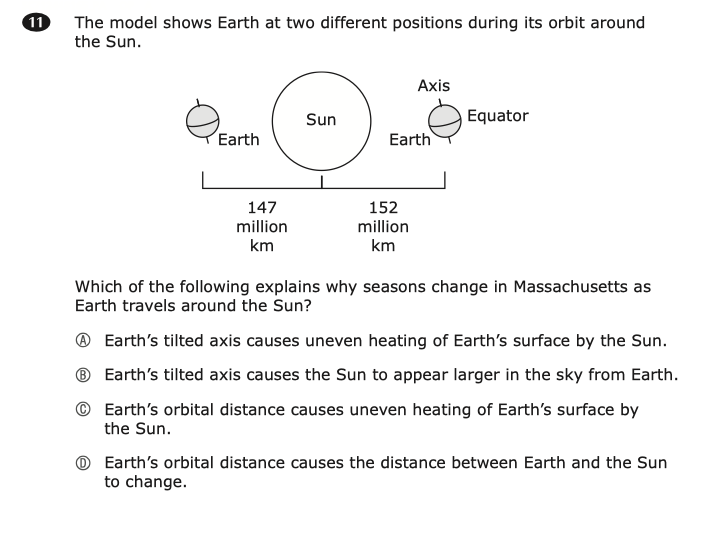 11 The model shows Earth at two different positions during its orbit around
the Sun.
Axis
Sun
Equator
Earth
Earth
147
million
km
152
million
km
Which of the following explains why seasons change in Massachusetts as
Earth travels around the Sun?
Ⓐ Earth’s tilted axis causes uneven heating of Earth’s surface by the Sun.
Ⓑ Earth’s tilted axis causes the Sun to appear larger in the sky from Earth.
Ⓒ Earth’s orbital distance causes uneven heating of Earth’s surface by
the Sun.
Ⓓ Earth’s orbital distance causes the distance between Earth and the Sun
to change.